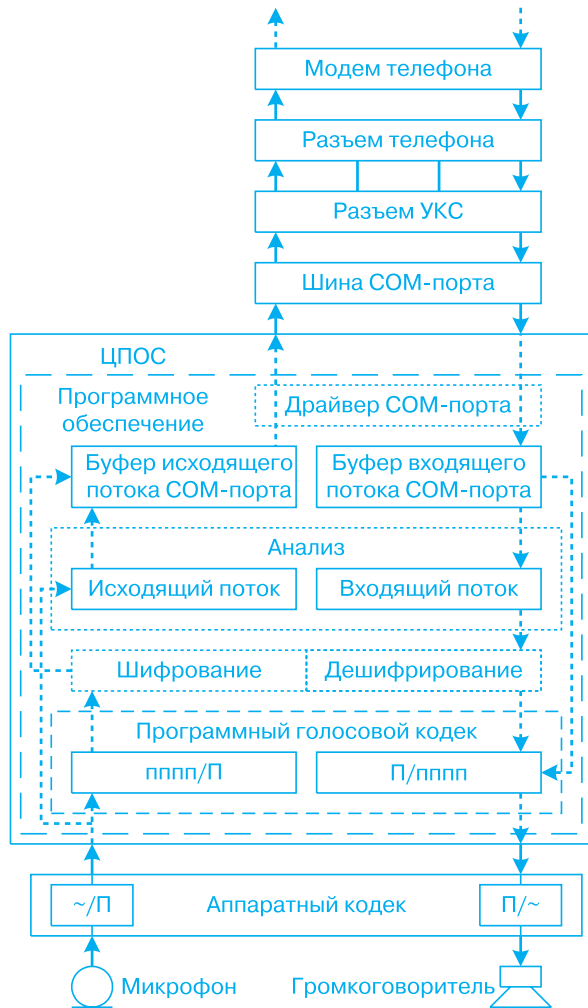 Модем телефона
Разъем телефона
Разъем УКС
Шина COM-порта
ЦПОС
Программное
обеспечение
Драйвер COM-порта
Буфер исходящего
потока COM-порта
Буфер входящего
потока COM-порта
Анализ
Исходящий поток
Входящий поток
Шифрование
Дешифрирование
Программный голосовой кодек
пппп/П
П/пппп
~/П
Аппаратный кодек
П/~
Микрофон
Громкоговоритель